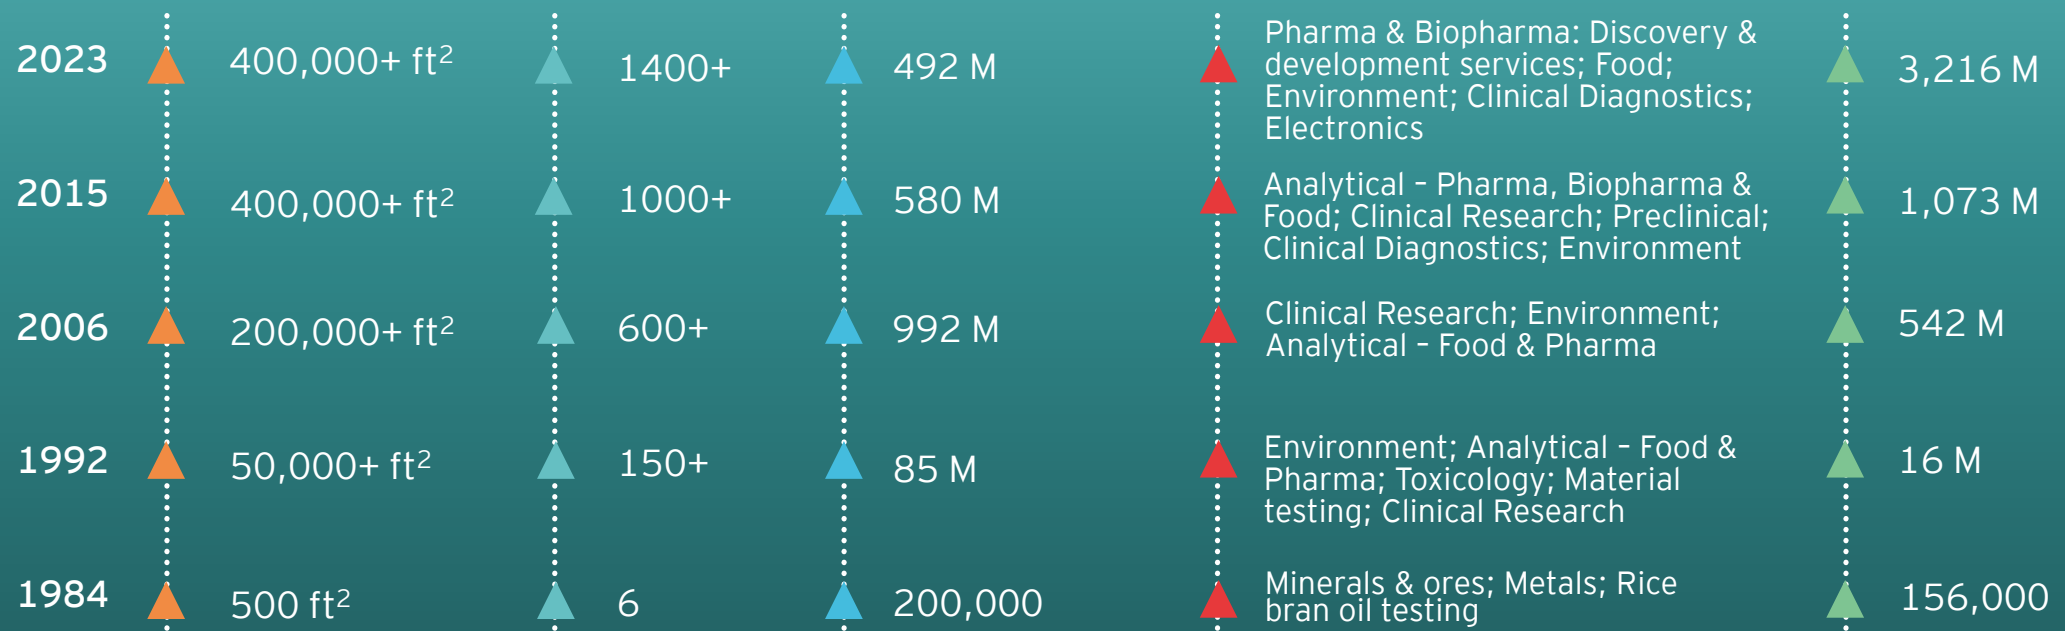 2023
400,000+ ft²
1400+
492 M
Pharma & Biopharma: Discovery &
development services; Food;
Environment; Clinical Diagnostics;
Electronics
3,216 M
2015
400,000+ ft²
1000+
580 M
Analytical – Pharma, Biopharma &
Food; Clinical Research; Preclinical;
Clinical Diagnostics; Environment
1,073 M
2006
200,000+ ft²
600+
992 M
Clinical Research; Environment;
Analytical – Food & Pharma
542 M
1992
50,000+ ft²
150+
85 M
Environment; Analytical – Food &
Pharma; Toxicology; Material
testing; Clinical Research
16 M
1984
500 ft²
6
200,000
Minerals & ores; Metals; Rice
bran oil testing
156,000